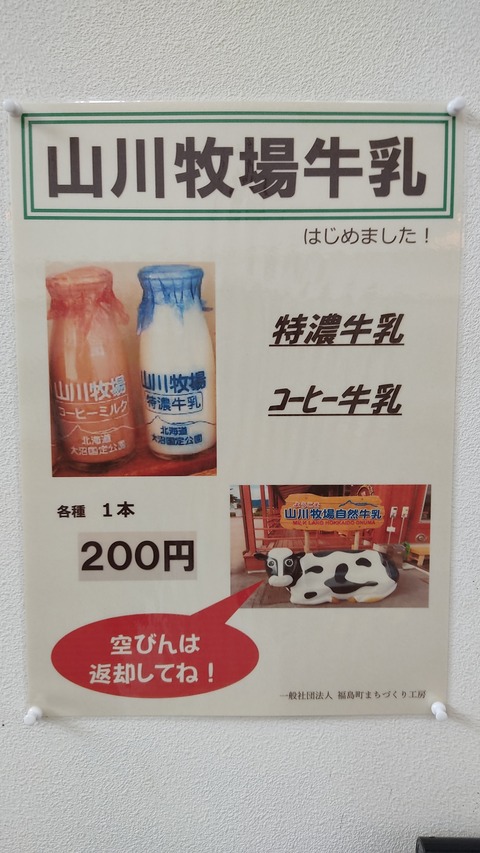 山川牧場牛乳
はじめました！
山川牧場
コーヒーミルク
北海道
大沼国定公園
山川牧場
特濃牛乳
北海道
大沼国定公園
特濃牛乳
コーヒー牛乳
各種 1本
200円
山川牧場自然牛乳
MILK LAND HOKKAIDO ONUMA
空びんは
返却してね！
一般社団法人 福島町まちづくり工房